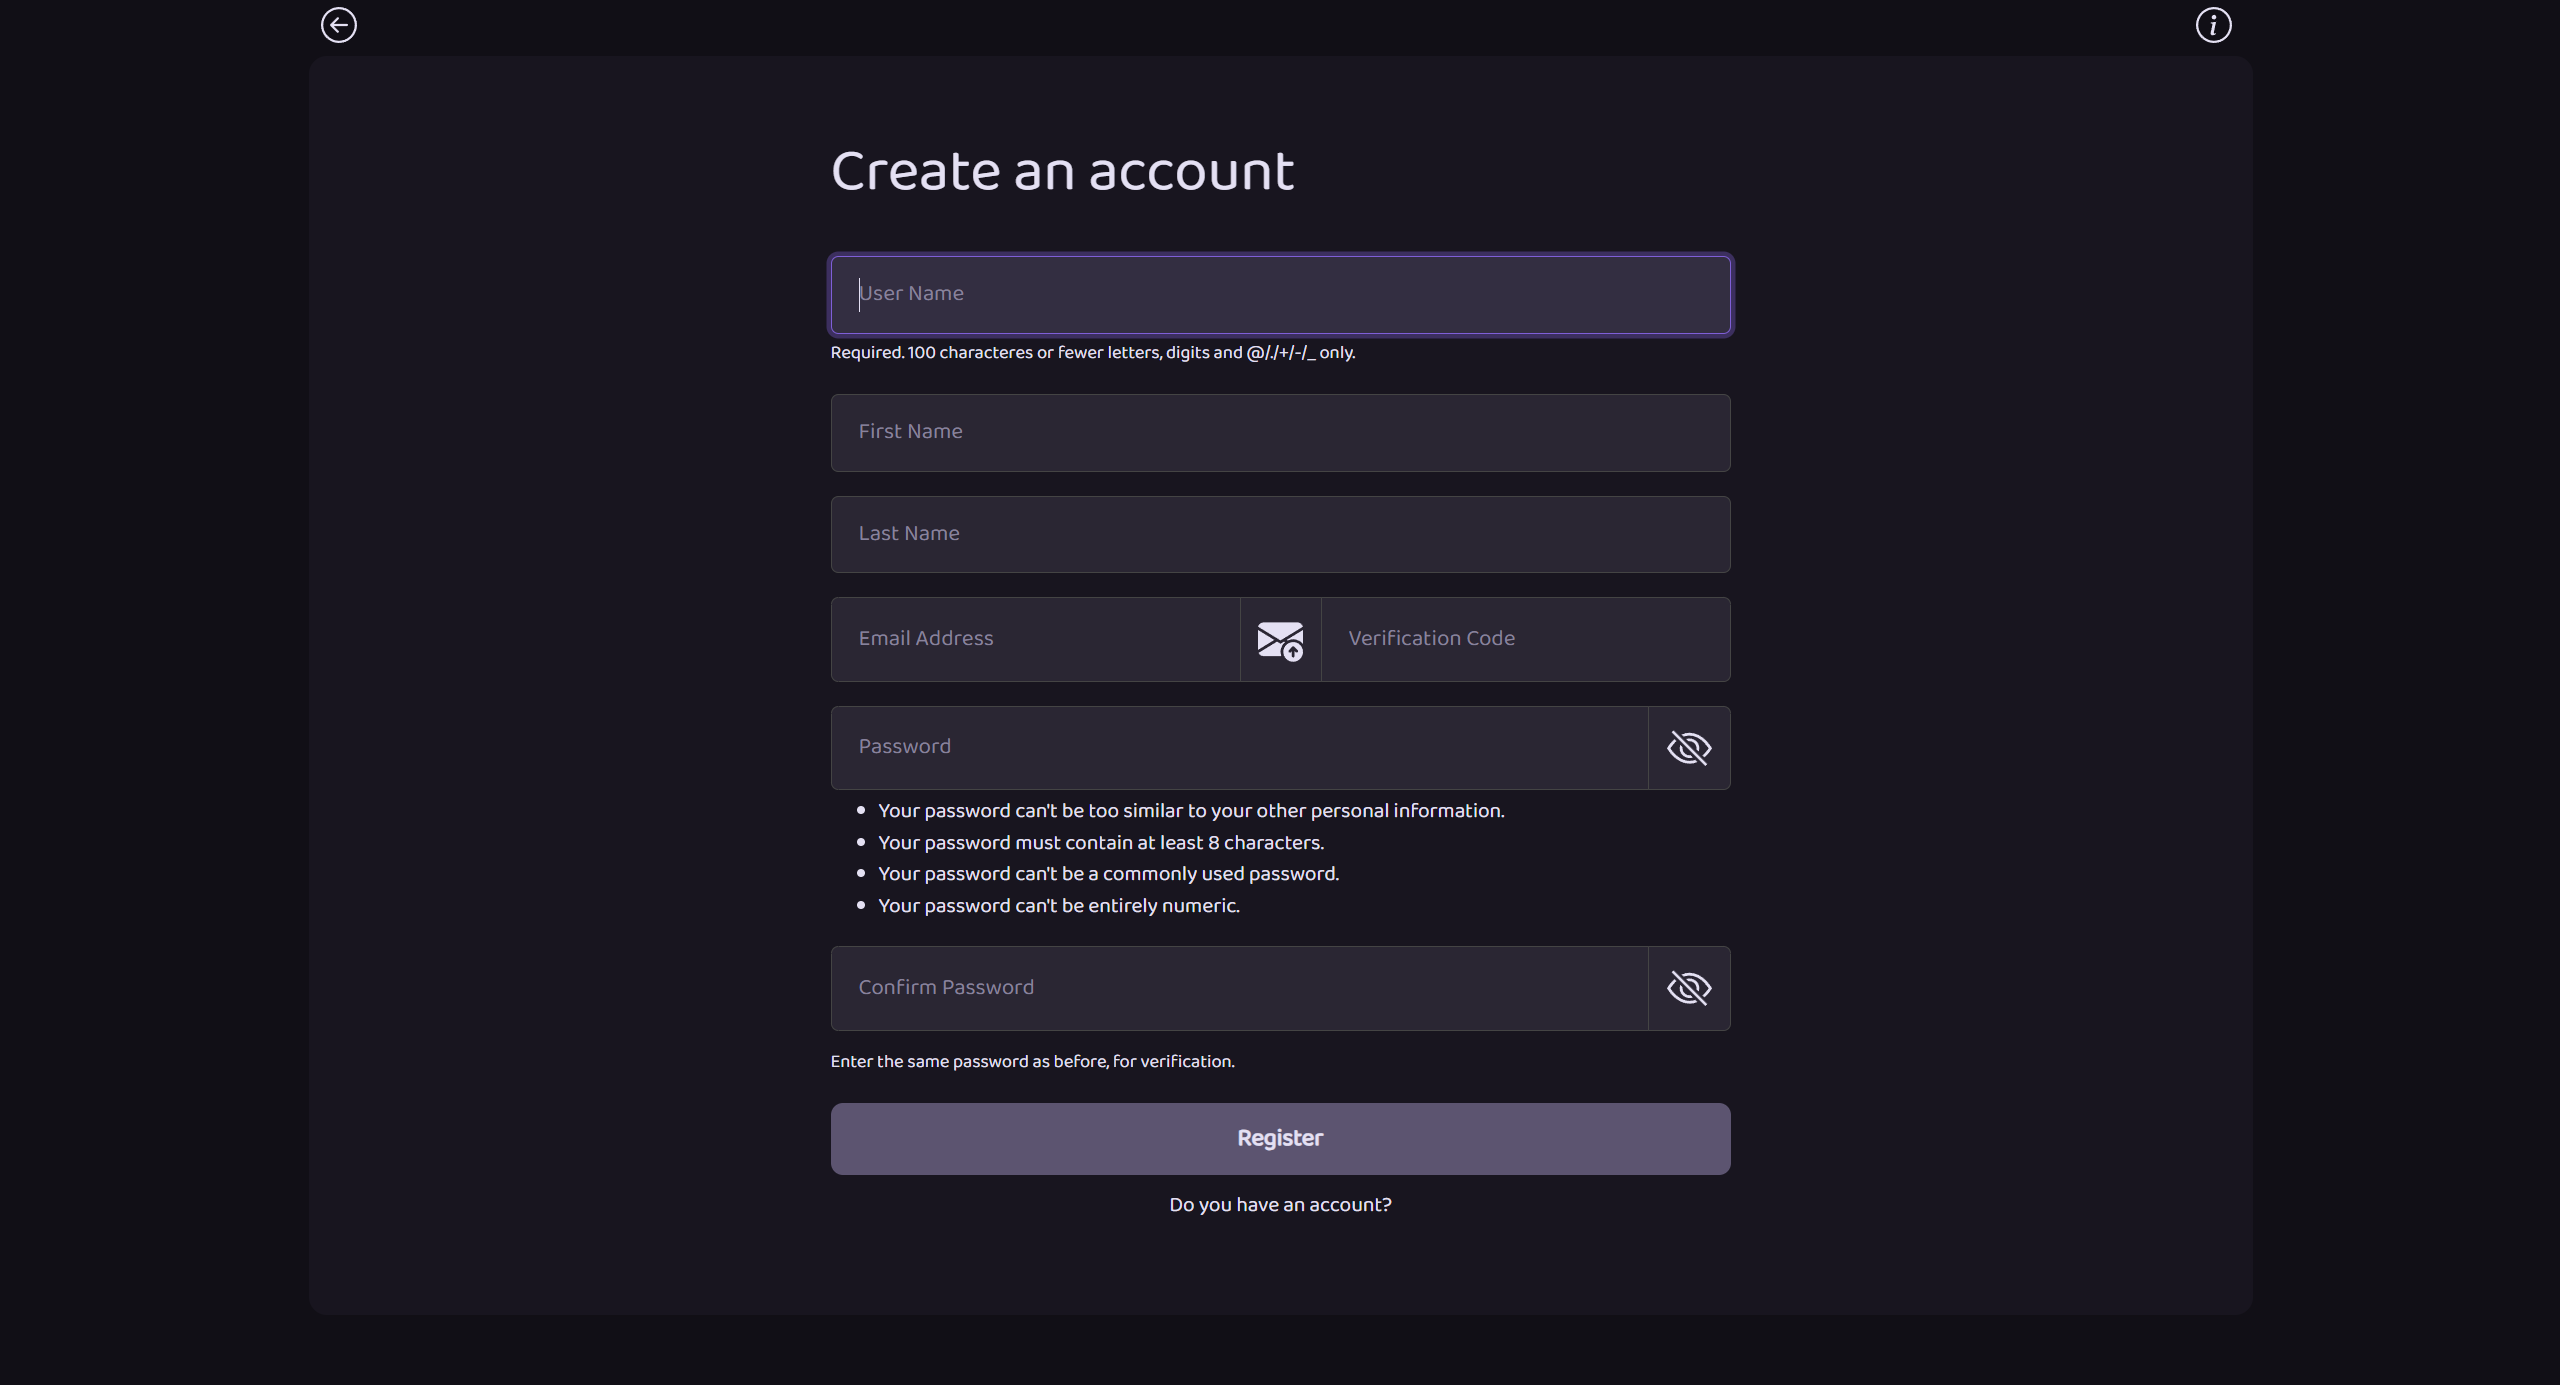 Create an account
User Name
Required. 100 characteres or fewer letters, digits and @/./+/-/_ only.
First Name
Last Name
Email Address
Verification Code
Password
Your password can't be too similar to your other personal information.
Your password must contain at least 8 characters.
Your password can't be a commonly used password.
Your password can't be entirely numeric.
Confirm Password
Enter the same password as before, for verification.
Register
Do you have an account?